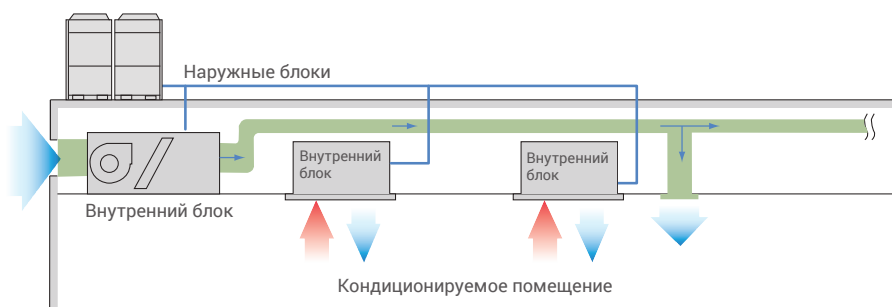 Наружные блоки
Внутренний
блок
Внутренний
блок
Внутренний блок
Кондиционируемое помещение